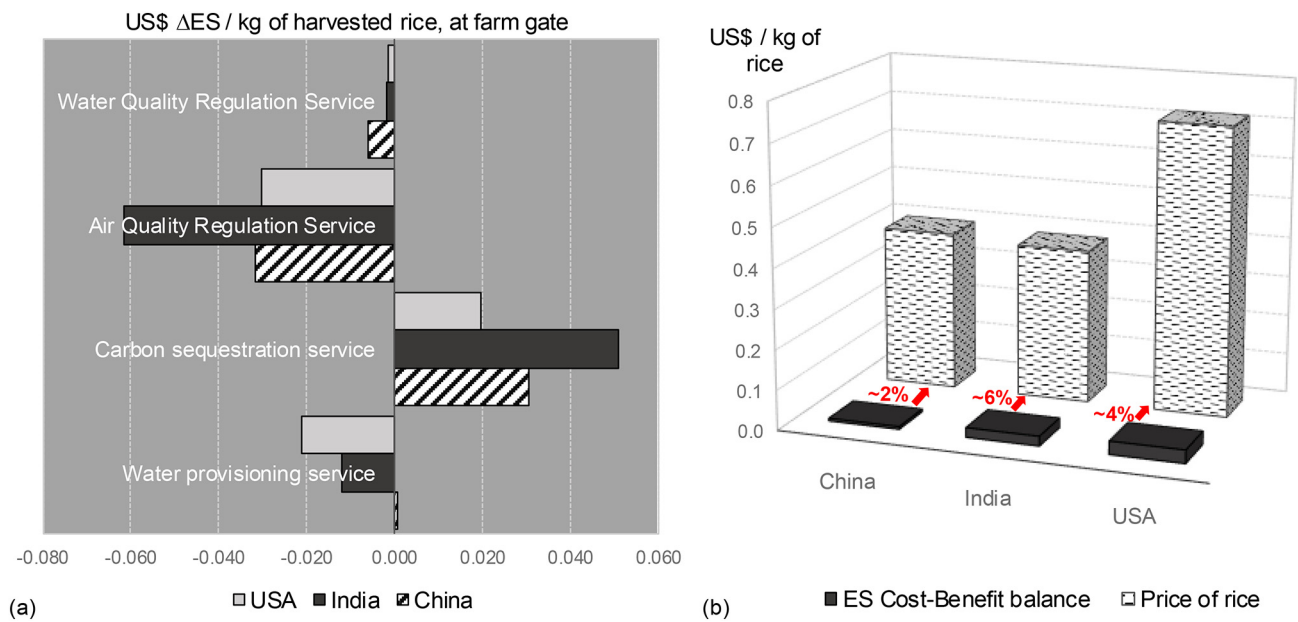 US$ ΔES / kg of harvested rice, at farm gate
Water Quality Regulation Service
Air Quality Regulation Service
Carbon sequestration service
Water provisioning service
-0.080 -0.060 -0.040 -0.020 0.000 0.020 0.040 0.060
USA India China
(a)
US$ / kg of
rice
0.8
0.7
0.6
0.5
0.4
0.3
0.2
0.1
0.0
~2%
~6%
~4%
China
India
USA
ES Cost-Benefit balance Price of rice
(b)